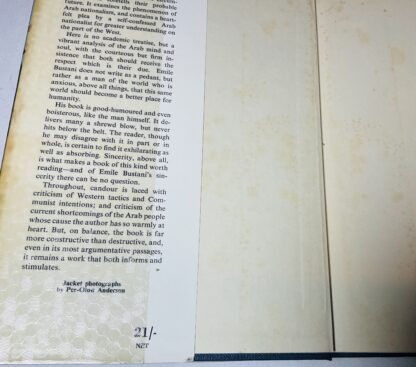 future. It examines the phenomenon of
Arab nationalism, and contains a heart-
felt plea by a self-confessed Arab
nationalist for greater understanding on
the part of the West.
Here is no academic treatise, but a
vibrant analysis of the Arab mind and
soul, with the courteous but firm in-
sistence that both should receive the
respect which is their due. Emile
Bustani does not write as a pedant, but
rather as a man of the world who is
anxious, above all things, that this same
world should become a better place for
humanity.
His book is good-humoured and even
boisterous, like the man himself. It de-
livers many a shrewd blow, but never
hits below the belt. The reader, though
he may disagree with it in part or in
whole, is certain to find it exhilarating as
well as absorbing. Sincerity, above all,
is what makes a book of this kind worth
reading—and of Emile Bustani's sin-
cerity there can be no question.
Throughout, candour is laced with
criticism of Western tactics and Com-
munist intentions; and criticism of the
current shortcomings of the Arab people
whose cause the author has so warmly at
heart. But, on balance, the book is far
more constructive than destructive, and,
even in its most argumentative passages,
it remains a work that both informs and
stimulates.
Jacket photographs
by Per-Olow Anderson
21/-
NET